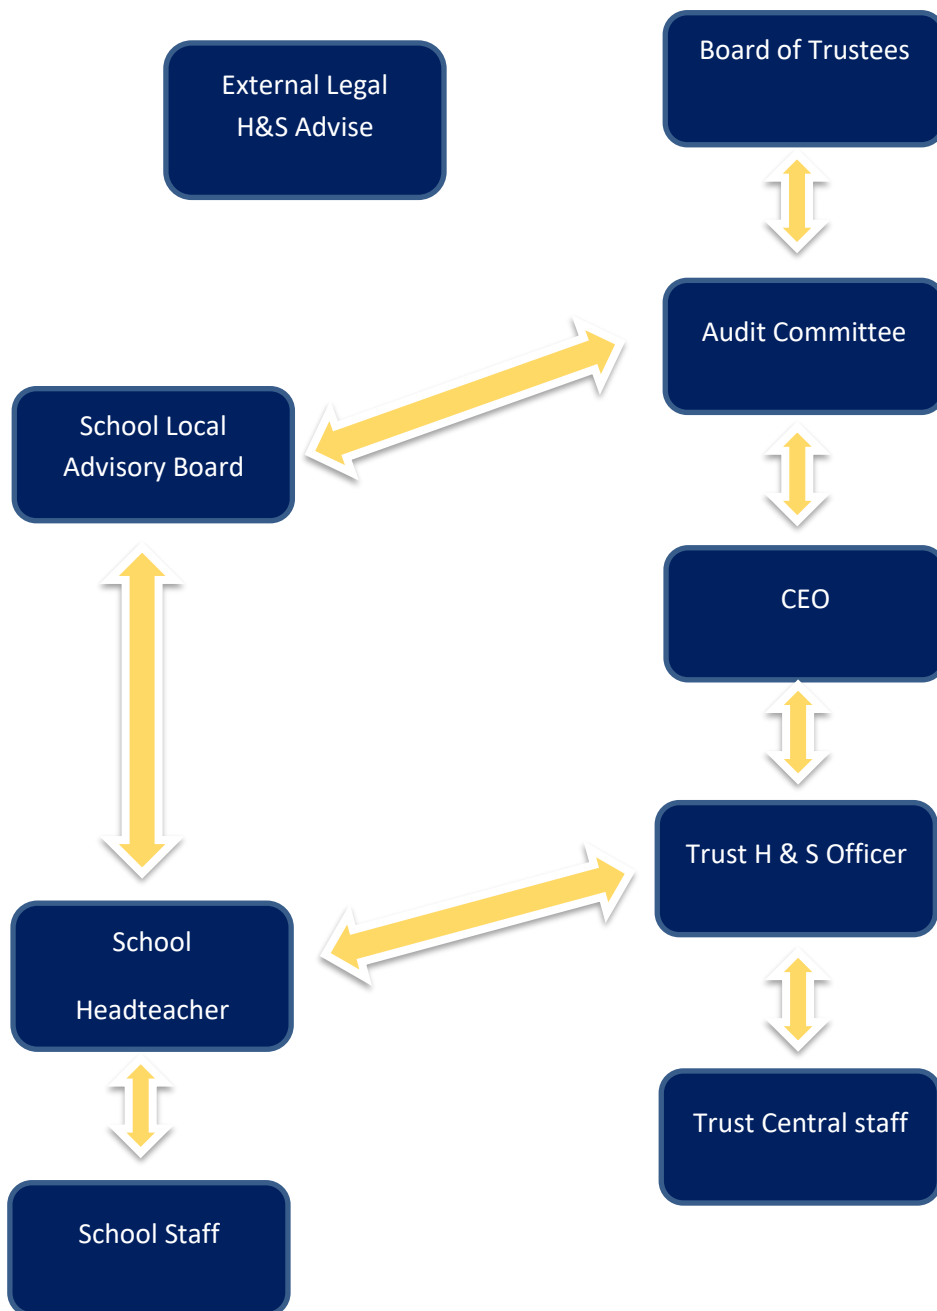 External Legal
H&S Advise
Board of Trustees
Audit Committee
School Local
Advisory Board
CEO
Trust H & S Officer
School
Headteacher
Trust Central staff
School Staff